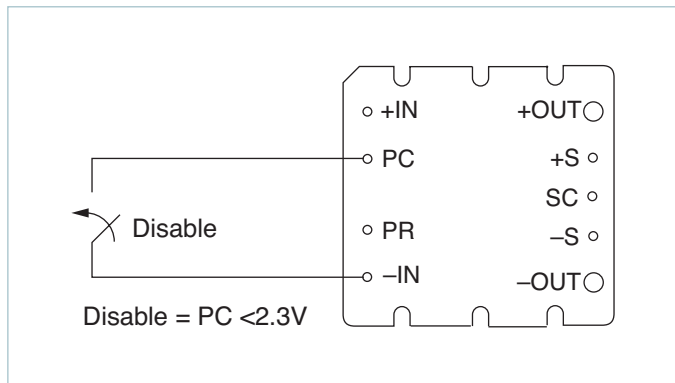 +IN
+OUT
PC
+S
SC
Disable
PR
–S
–IN
–OUT
Disable = PC <2.3V